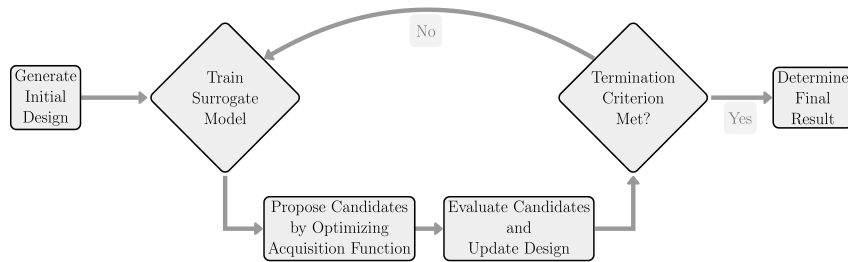 Generate
Initial
Design
Train
Surrogate
Model
No
Termination
Criterion
Met?
Yes
Determine
Final
Result
Propose Candidates
by Optimizing
Acquisition Function
Evaluate Candidates
and
Update Design